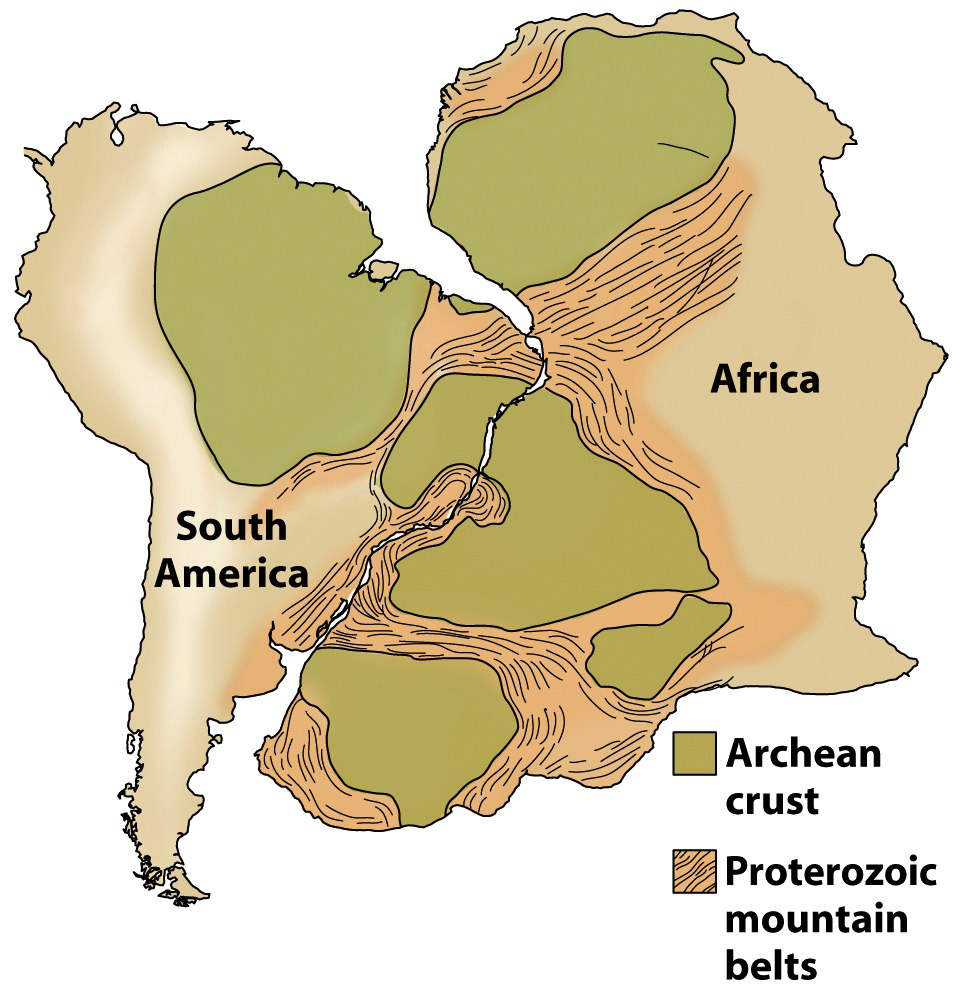 Africa
South
America
Archean
crust
Proterozoic
mountain
belts